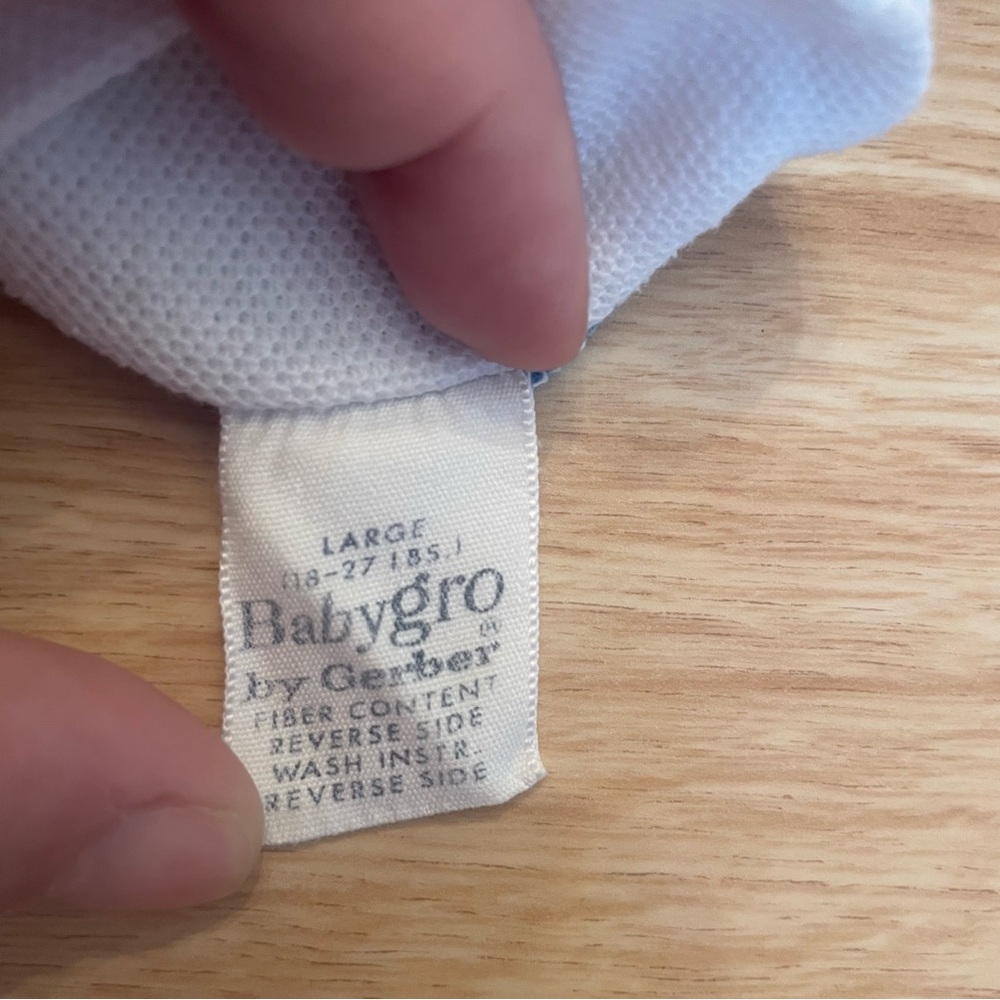 LARGE
(18-27 LBS.)
Babygro®
by Gerber®
FIBER CONTENT
REVERSE SIDE
WASH INSTR.
REVERSE SIDE